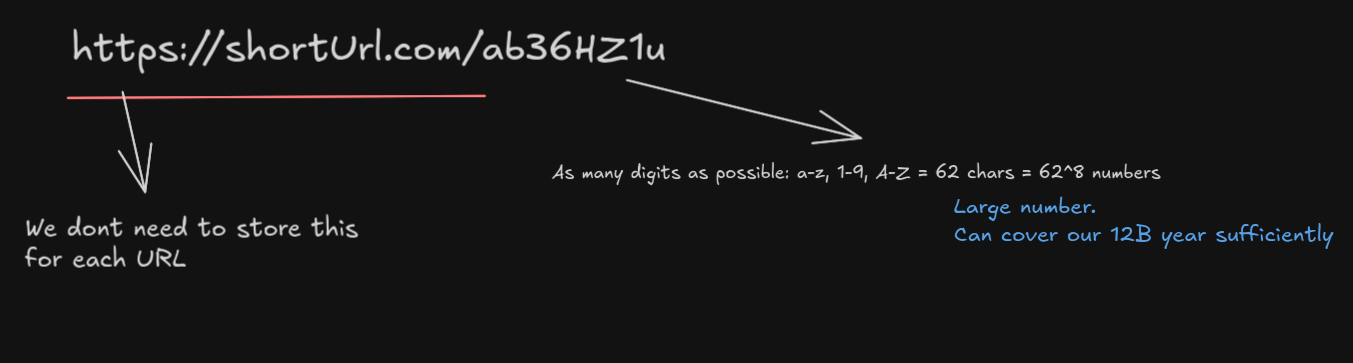 https://shortUrl.com/ab36HZ1u
As many digits as possible: a-z, 1-9, A-Z = 62 chars = 62^8 numbers
Large number.
Can cover our 12B year sufficiently
We dont need to store this
for each URL